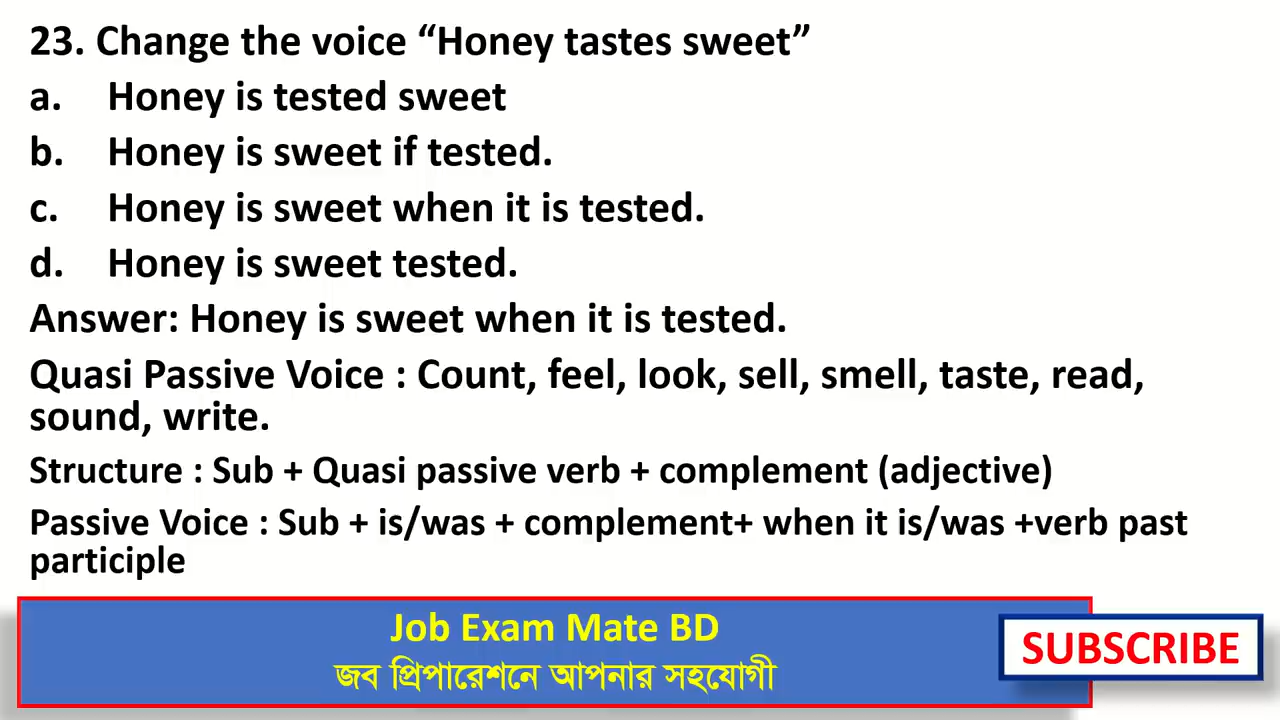 23. Change the voice “Honey tastes sweet”
a. Honey is tested sweet
b. Honey is sweet if tested.
c. Honey is sweet when it is tested.
d. Honey is sweet tested.
Answer: Honey is sweet when it is tested.
Quasi Passive Voice : Count, feel, look, sell, smell, taste, read,
sound, write.
Structure : Sub + Quasi passive verb + complement (adjective)
Passive Voice : Sub + is/was + complement+ when it is/was +verb past
participle
Job Exam Mate BD
জব প্রিপারেশনে আপনার সহযোগী
SUBSCRIBE